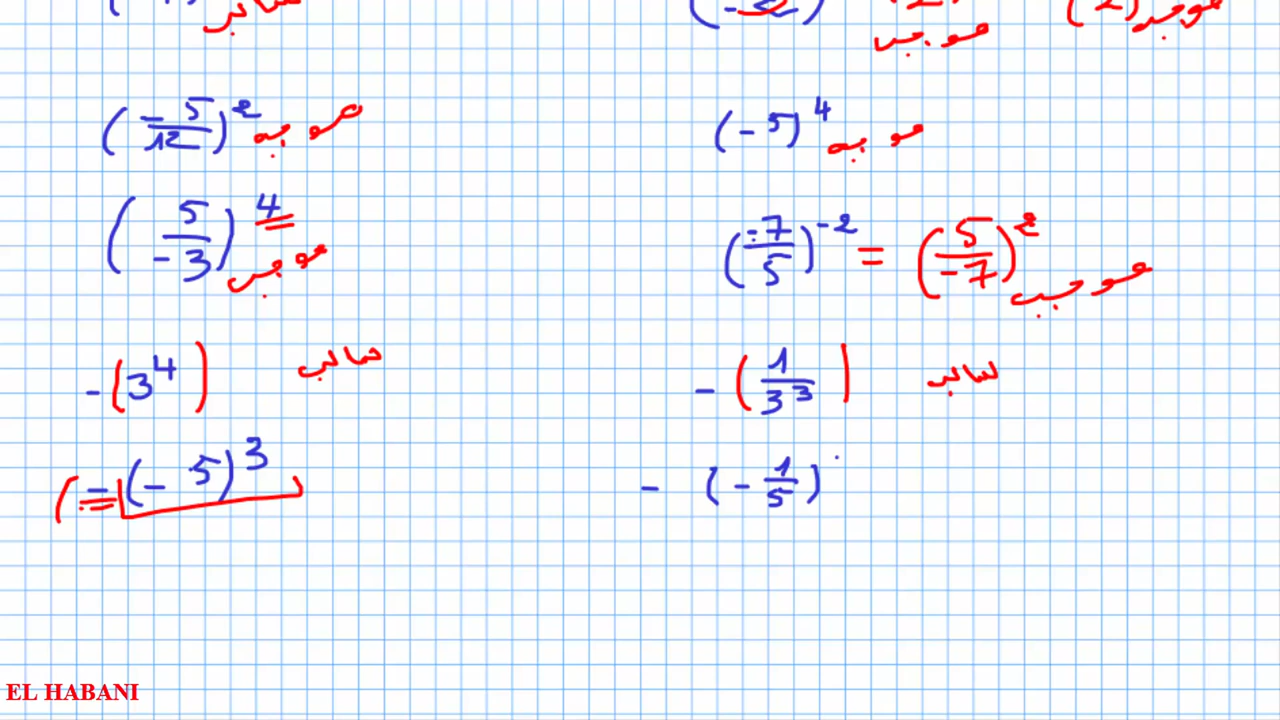 (-5/12)² موجب (-5)⁴ موجب
(5/-3)⁴ موجب (-7/5)⁻² = (5/-7)² موجب
-(3⁴) سالب -(1/3³) سالب
-(-5)³ -(-1/5)
EL HABANI